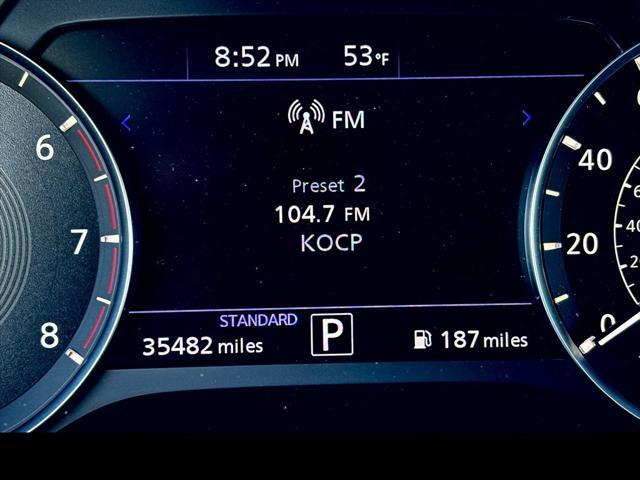 8:52 PM 53°F
FM
Preset 2
104.7 FM
KOCP
STANDARD
35482 miles P 187 miles
6
7
8
40
20
0